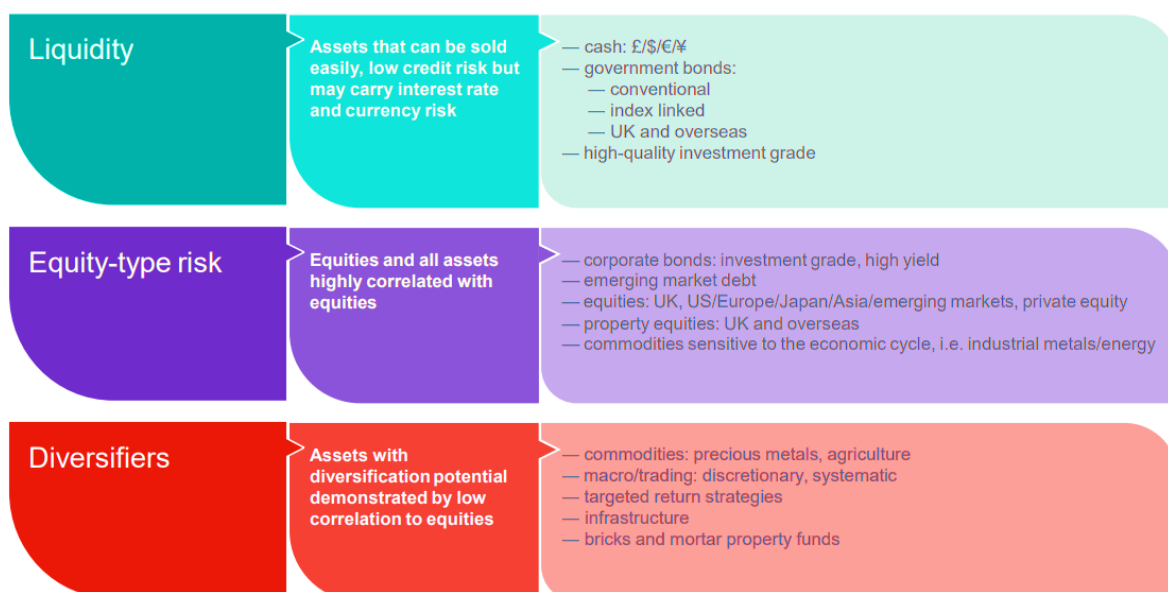 Liquidity
Assets that can be sold
easily, low credit risk but
may carry interest rate
and currency risk
— cash: £/$/€/¥
— government bonds:
— conventional
— index linked
— UK and overseas
— high-quality investment grade
Equity-type risk
Equities and all assets
highly correlated with
equities
— corporate bonds: investment grade, high yield
— emerging market debt
— equities: UK, US/Europe/Japan/Asia/emerging markets, private equity
— property equities: UK and overseas
— commodities sensitive to the economic cycle, i.e. industrial metals/energy
Diversifiers
Assets with
diversification potential
demonstrated by low
correlation to equities
— commodities: precious metals, agriculture
— macro/trading: discretionary, systematic
— targeted return strategies
— infrastructure
— bricks and mortar property funds